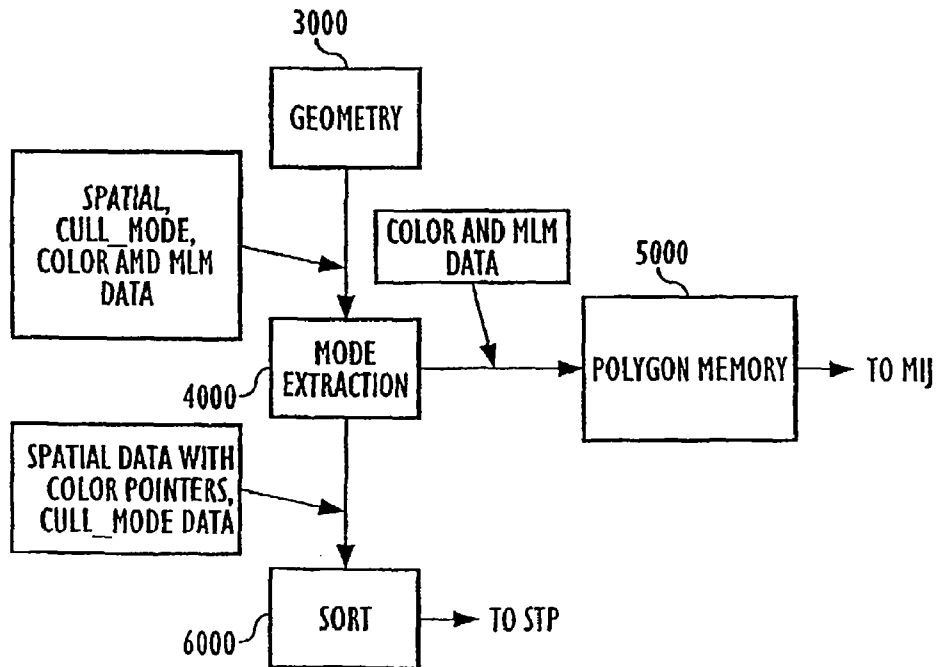 3000
GEOMETRY
SPATIAL,
CULL_MODE,
COLOR AMD MLM
DATA
COLOR AND MLM
DATA
5000
MODE
EXTRACTION
4000
POLYGON MEMORY
TO MIJ
SPATIAL DATA WITH
COLOR POINTERS,
CULL_MODE DATA
SORT
6000
TO STP